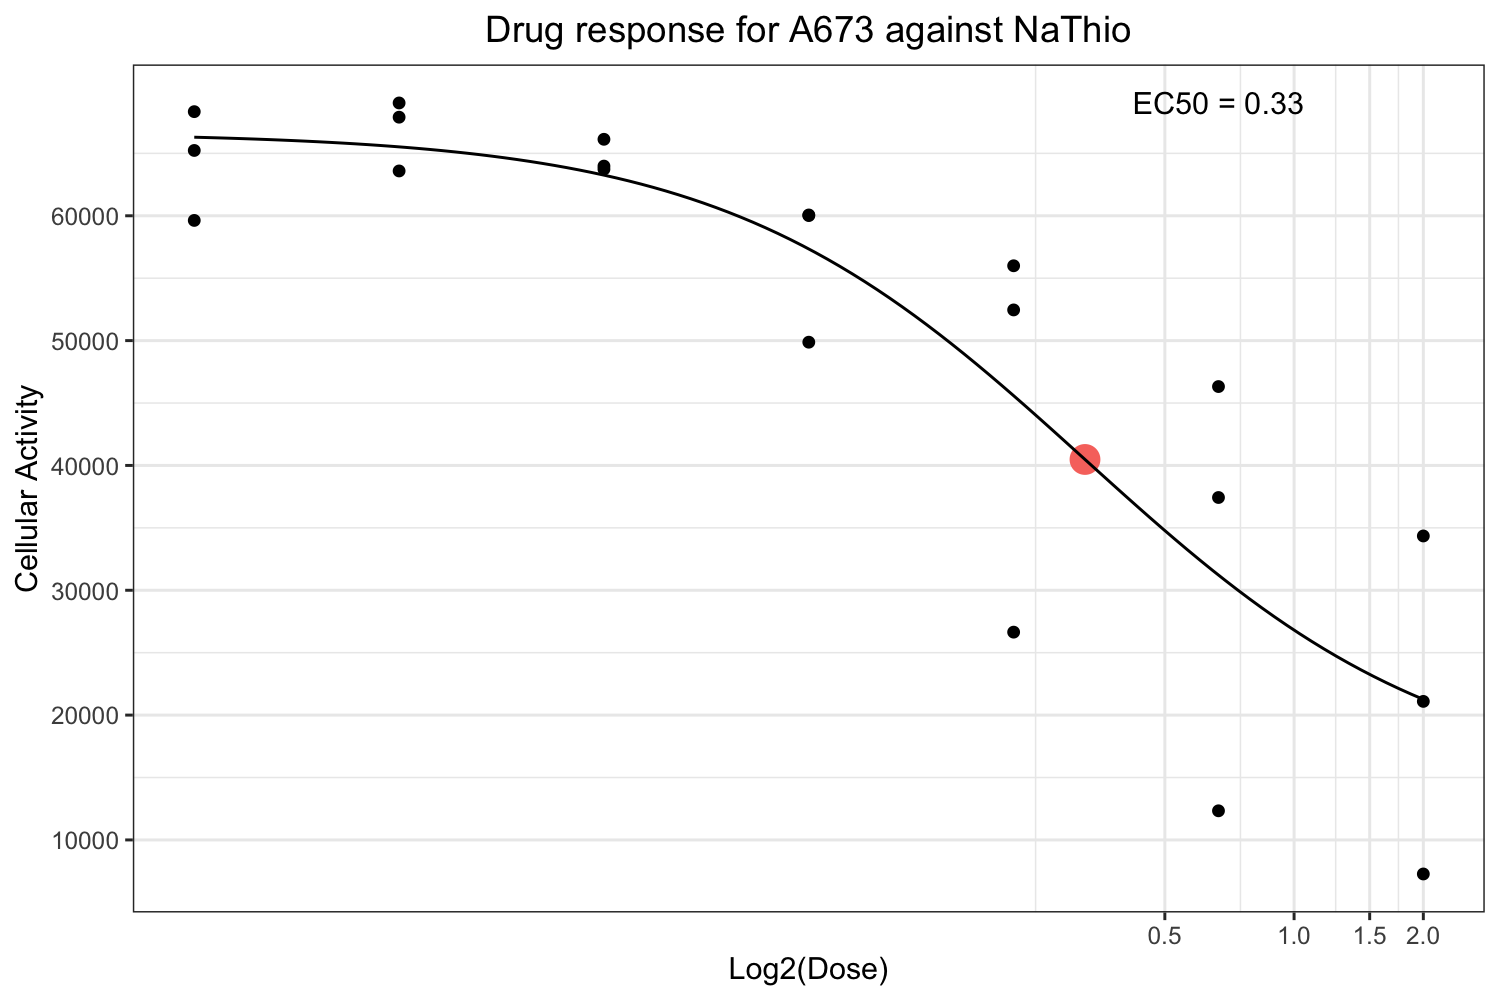 Drug response for A673 against NaThio
EC50 = 0.33
Cellular Activity
60000
50000
40000
30000
20000
10000
0.5 1.0 1.5 2.0
Log2(Dose)